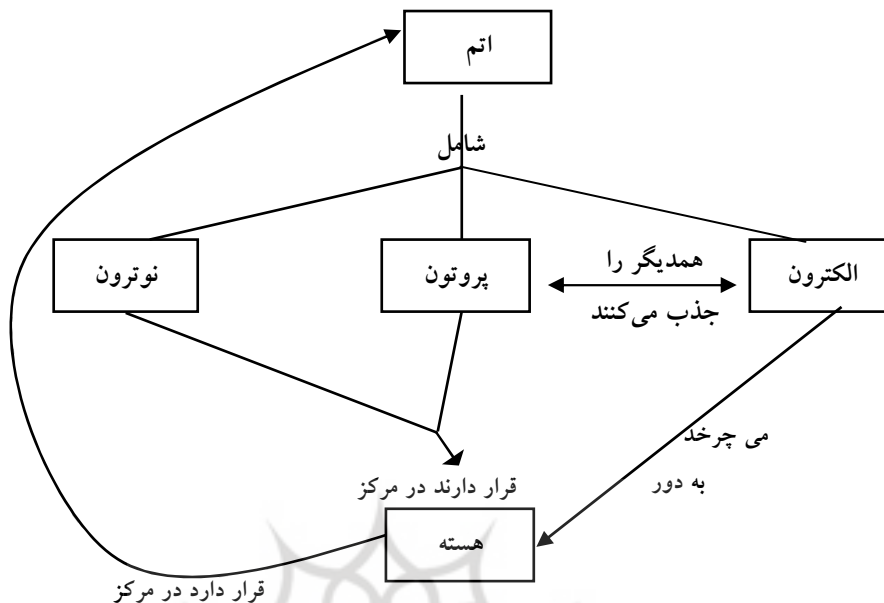 اتم
شامل
الکترون
همدیگر را
جذب می‌کنند
پروتون
نوترون
می چرخد
به دور
قرار دارند در مرکز
هسته
قرار دارد در مرکز